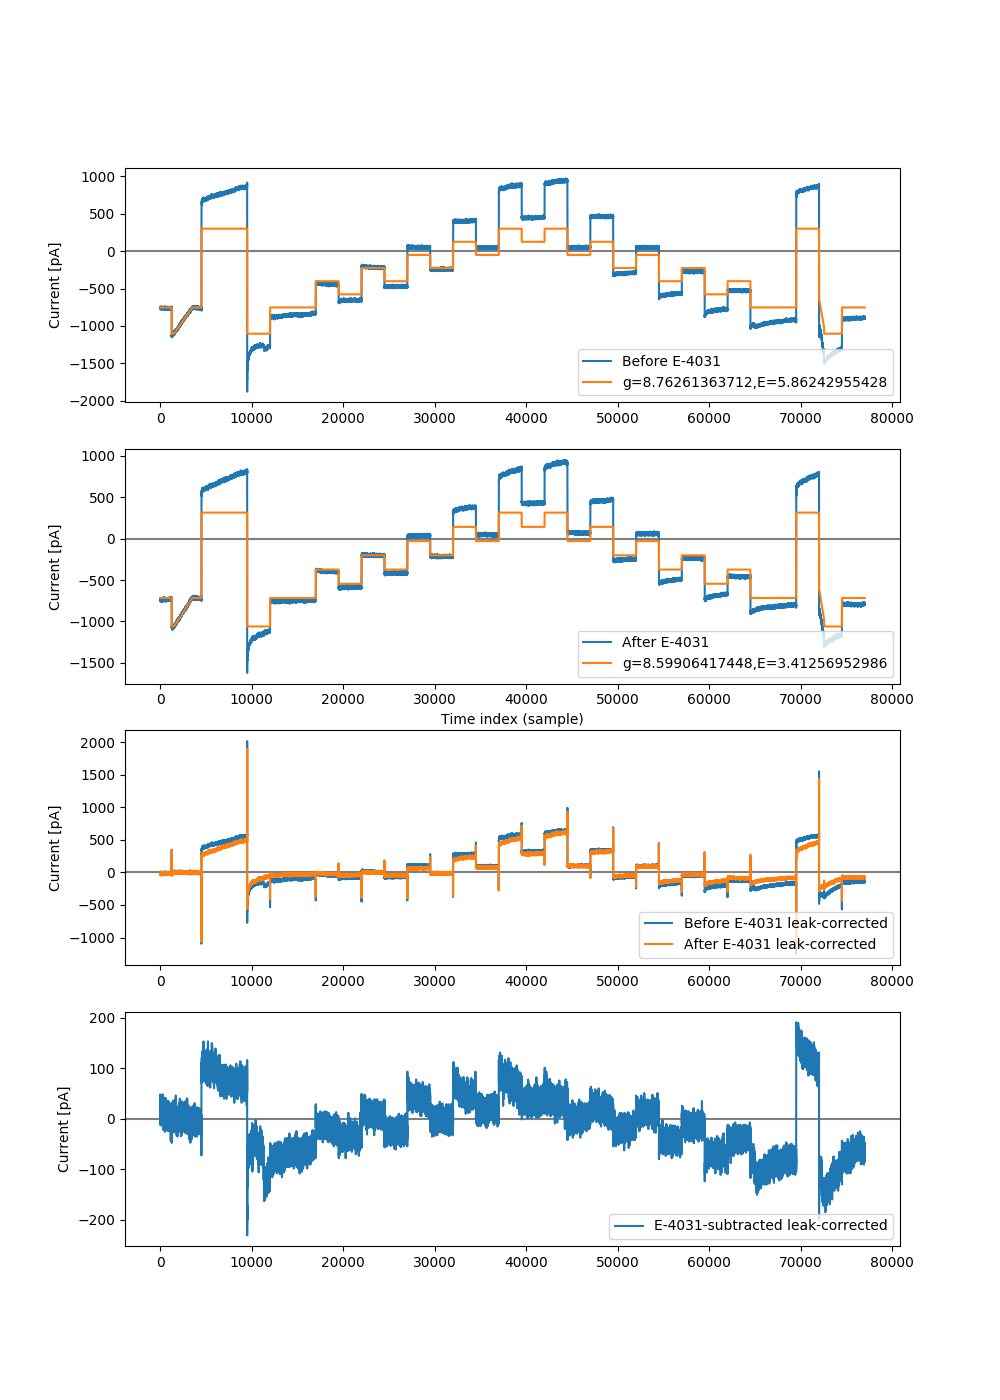 1000
500
0
−500
−1000
−1500
−2000
Current [pA]
Before E-4031
g=8.76261363712,E=5.86242955428
0 10000 20000 30000 40000 50000 60000 70000 80000
1000
500
0
−500
−1000
−1500
Current [pA]
After E-4031
g=8.59906417448,E=3.41256952986
0 10000 20000 30000 40000 50000 60000 70000 80000
Time index (sample)
2000
1500
1000
500
0
−500
−1000
Current [pA]
Before E-4031 leak-corrected
After E-4031 leak-corrected
0 10000 20000 30000 40000 50000 60000 70000 80000
200
100
0
−100
−200
Current [pA]
E-4031-subtracted leak-corrected
0 10000 20000 30000 40000 50000 60000 70000 80000